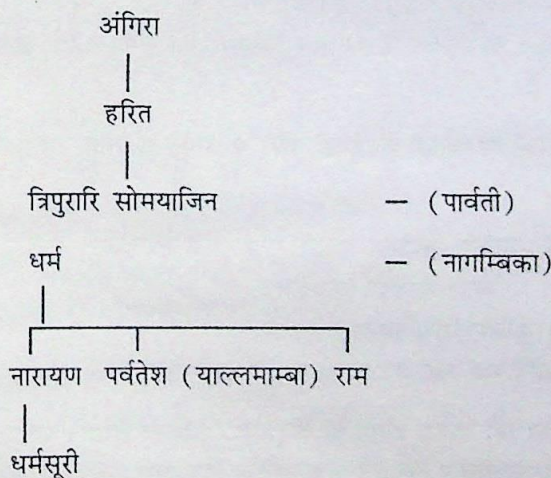 अंगिरा
हरित
त्रिपुरारि सोमयाजिन — (पार्वती)
धर्म — (नागम्बिका)
नारायण पर्वतेश (याल्लमाम्बा) राम
धर्मसूरी